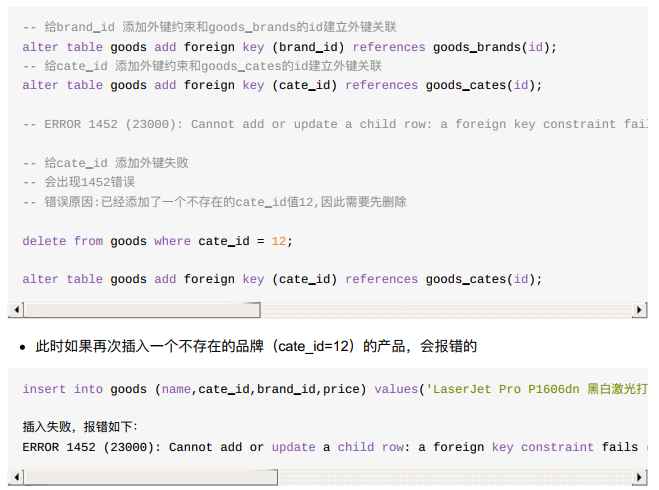 -- 给brand_id 添加外键约束和goods_brands的id建立外键关联
alter table goods add foreign key (brand_id) references goods_brands(id);
-- 给cate_id 添加外键约束和goods_cates的id建立外键关联
alter table goods add foreign key (cate_id) references goods_cates(id);
-- ERROR 1452 (23000): Cannot add or update a child row: a foreign key constraint fail
-- 给cate_id 添加外键失败
-- 会出现1452错误
-- 错误原因:已经添加了一个不存在的cate_id值12,因此需要先删除
delete from goods where cate_id = 12;
alter table goods add foreign key (cate_id) references goods_cates(id);
• 此时如果再次插入一个不存在的品牌（cate_id=12）的产品，会报错的
insert into goods (name,cate_id,brand_id,price) values('LaserJet Pro P1606dn 黑白激光打
插入失败，报错如下：
ERROR 1452 (23000): Cannot add or update a child row: a foreign key constraint fails